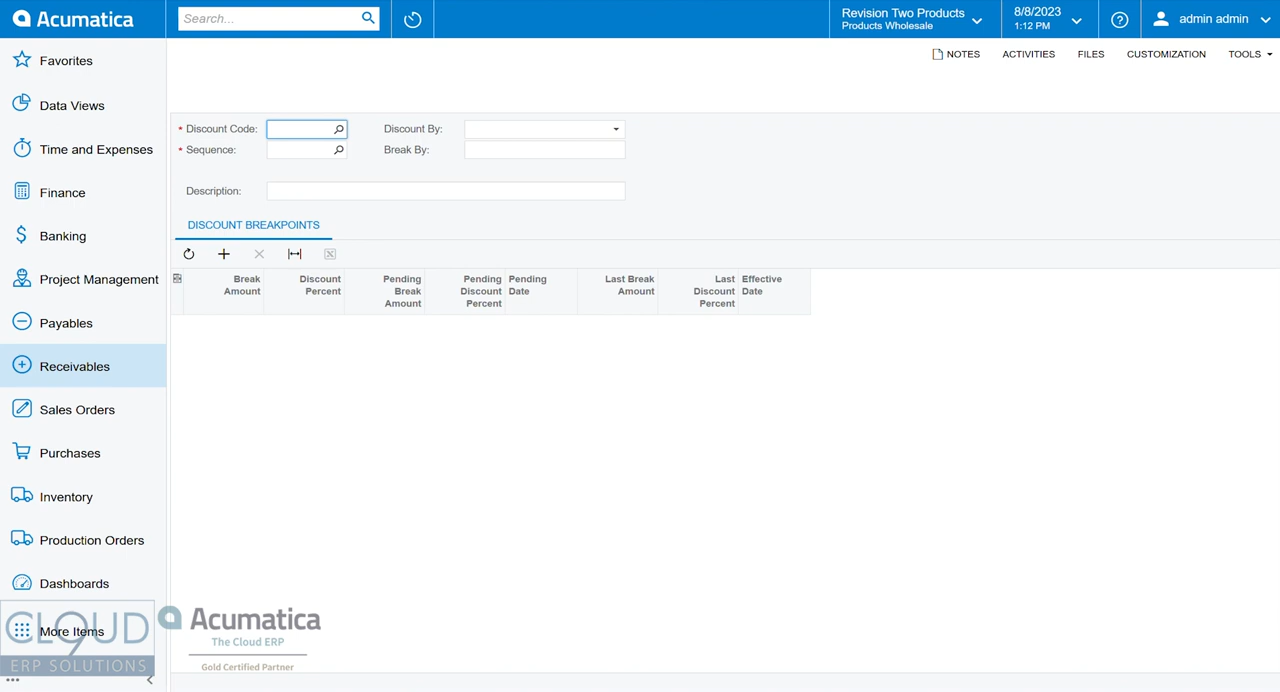 Acumatica
Search...
Revision Two Products
Products Wholesale
8/8/2023
1:12 PM
admin admin
NOTES
ACTIVITIES
FILES
CUSTOMIZATION
TOOLS
Favorites
Data Views
Time and Expenses
Finance
Banking
Project Management
Payables
Receivables
Sales Orders
Purchases
Inventory
Production Orders
Dashboards
More Items
* Discount Code:
Discount By:
* Sequence:
Break By:
Description:
DISCOUNT BREAKPOINTS
Break Amount
Discount Percent
Pending Break Amount
Pending Discount Percent
Pending Date
Last Break Amount
Last Discount Percent
Effective Date
CLOUD 9
ERP SOLUTIONS
Acumatica
The Cloud ERP
Gold Certified Partner